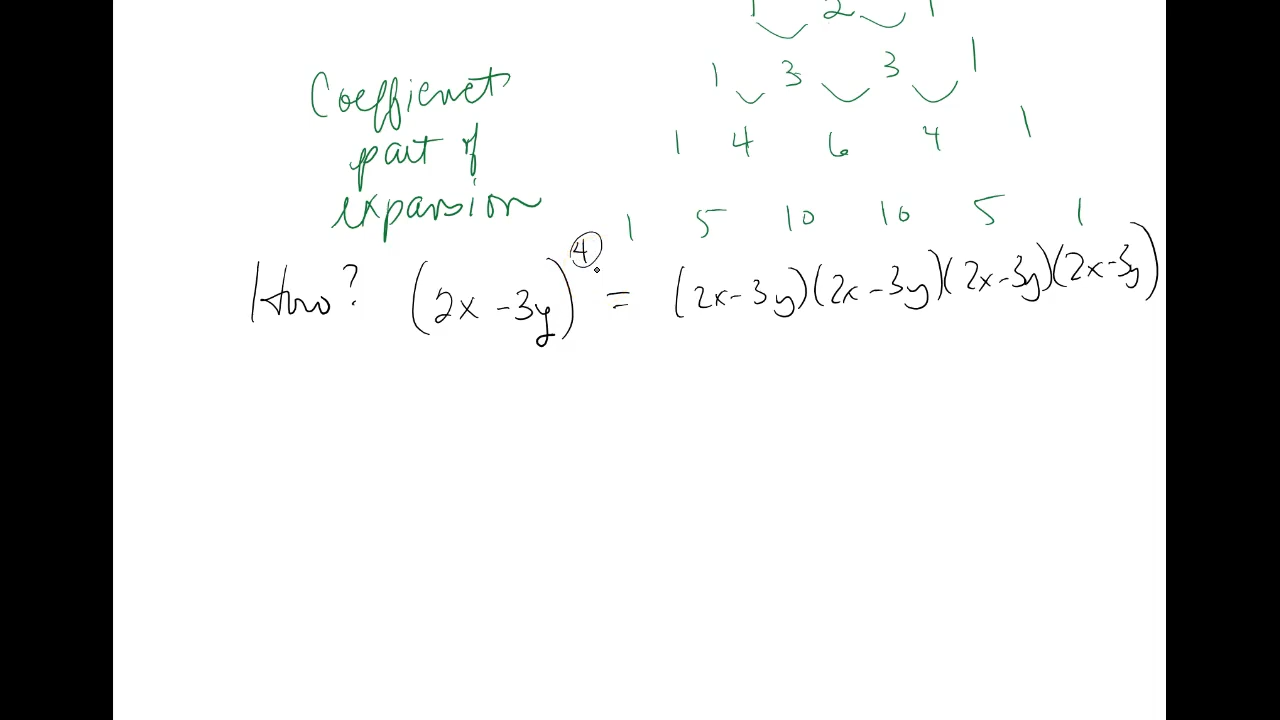 1 2 1
1 3 3 1
Coefficenet
part of
1 4 6 4 1
expansion
1 5 10 10 5 1
How? (2x - 3y)^4 = (2x - 3y)(2x - 3y)(2x - 3y)(2x - 3y)